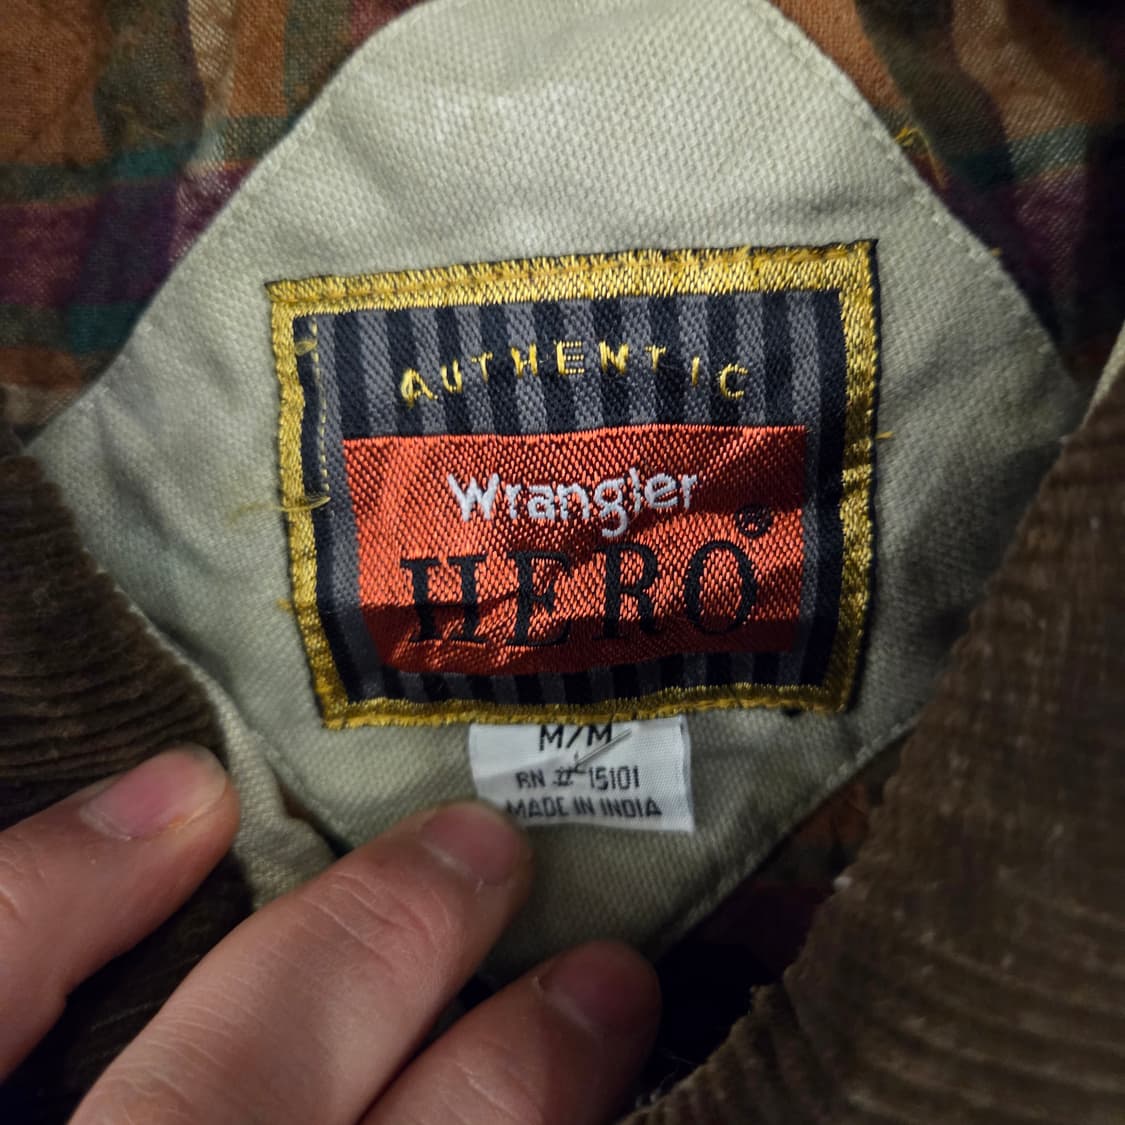 AUTHENTIC
Wrangler
HERO®
M/M
RN # 15101
MADE IN INDIA